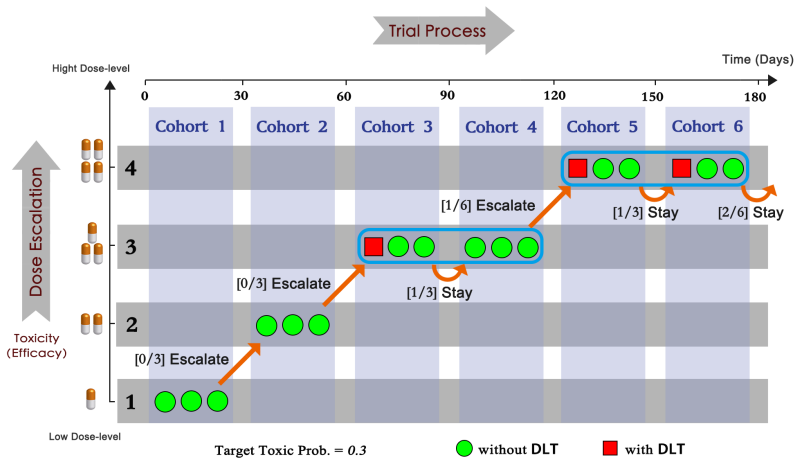 Trial Process
Hight Dose-level
Time (Days)
0 30 60 90 120 150 180
Cohort 1 Cohort 2 Cohort 3 Cohort 4 Cohort 5 Cohort 6
4
[1/6] Escalate
[1/3] Stay [2/6] Stay
Dose Escalation
3
[0/3] Escalate
[1/3] Stay
2
Toxicity
(Efficacy)
[0/3] Escalate
1
Low Dose-level
Target Toxic Prob. = 0.3
without DLT
with DLT